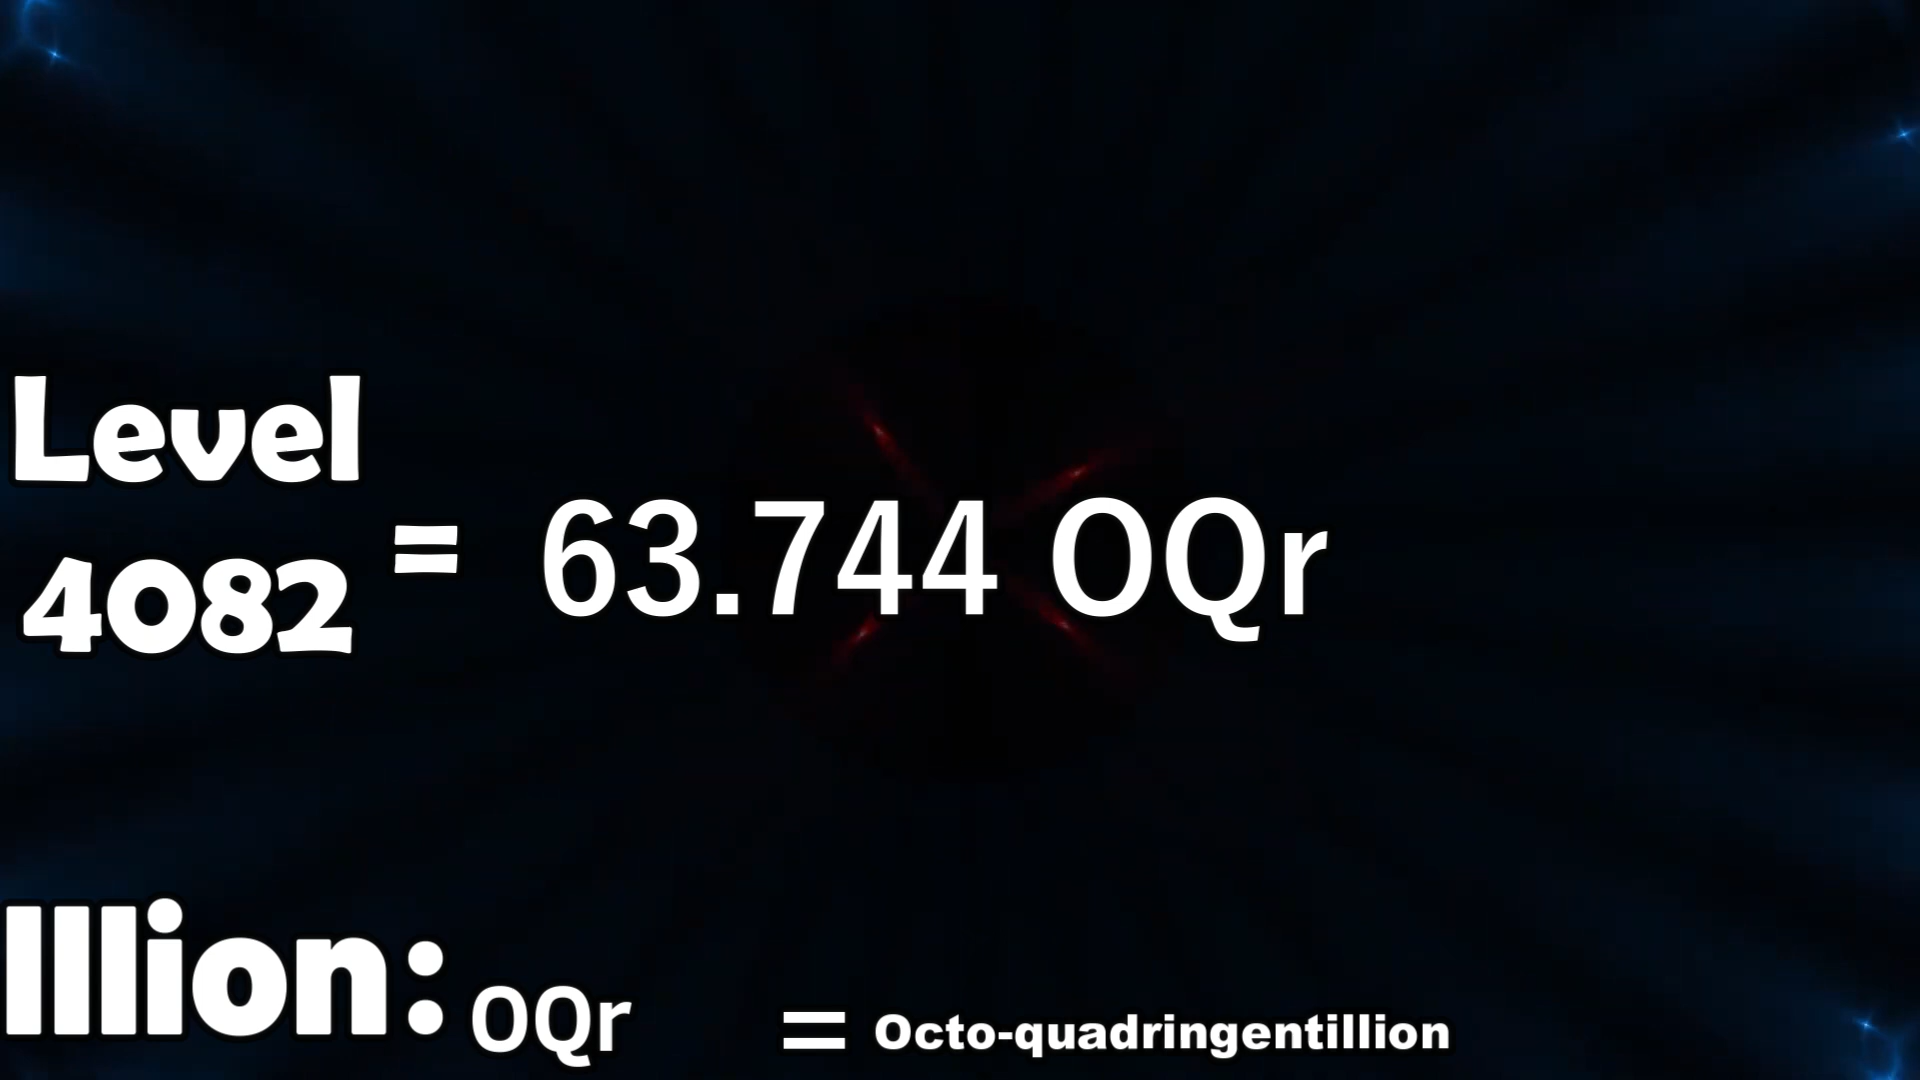 Level
4082
= 63.744 OQr
Illion: OQr = Octo-quadringentillion